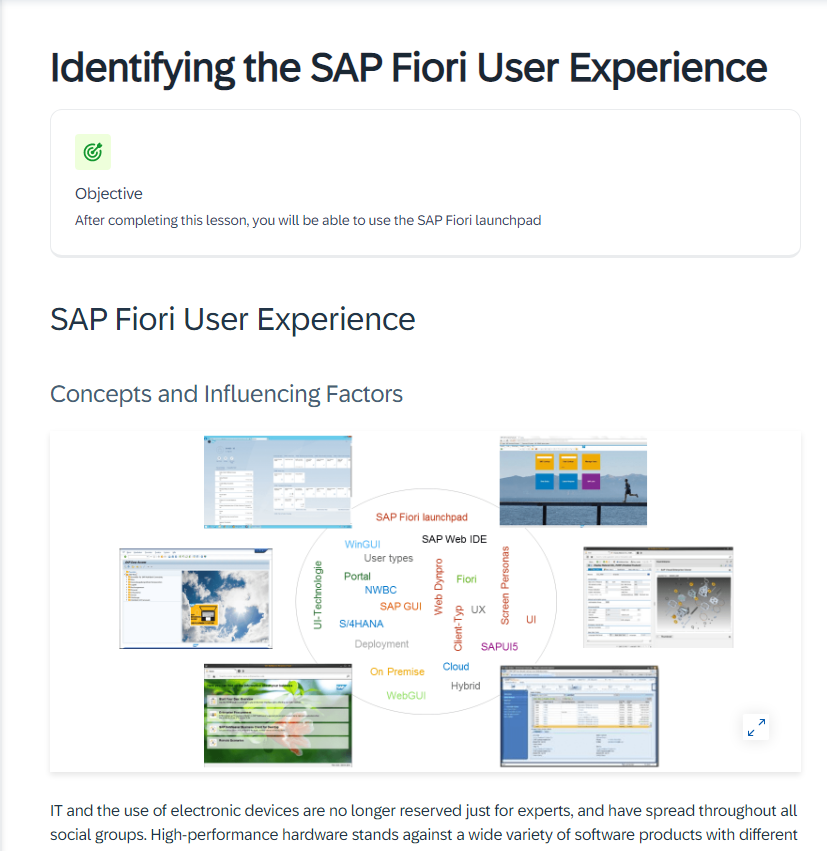 Identifying the SAP Fiori User Experience
Objective
After completing this lesson, you will be able to use the SAP Fiori launchpad
SAP Fiori User Experience
Concepts and Influencing Factors
SAP Fiori launchpad
WinGUI
SAP Web IDE
User types
UI-Technologie
Portal
NWBC
Web Dynpro
Fiori
Screen Personas
SAP GUI
Client-Typ
UX
S/4HANA
UI
Deployment
SAPUI5
On Premise
Cloud
WebGUI
Hybrid
IT and the use of electronic devices are no longer reserved just for experts, and have spread throughout all
social groups. High-performance hardware stands against a wide variety of software products with different